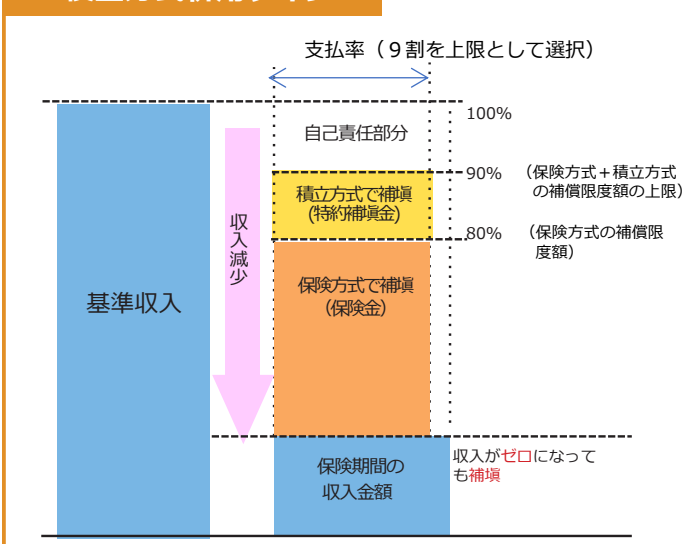 支払率（９割を上限として選択）
100%
自己責任部分
90%
（保険方式＋積立方式
の補償限度額の上限）
積立方式で補塡
(特約補塡金)
80%
（保険方式の補償限
度額）
収入減少
基準収入
保険方式で補塡
（保険金）
保険期間の
収入金額
収入がゼロになって
も補塡